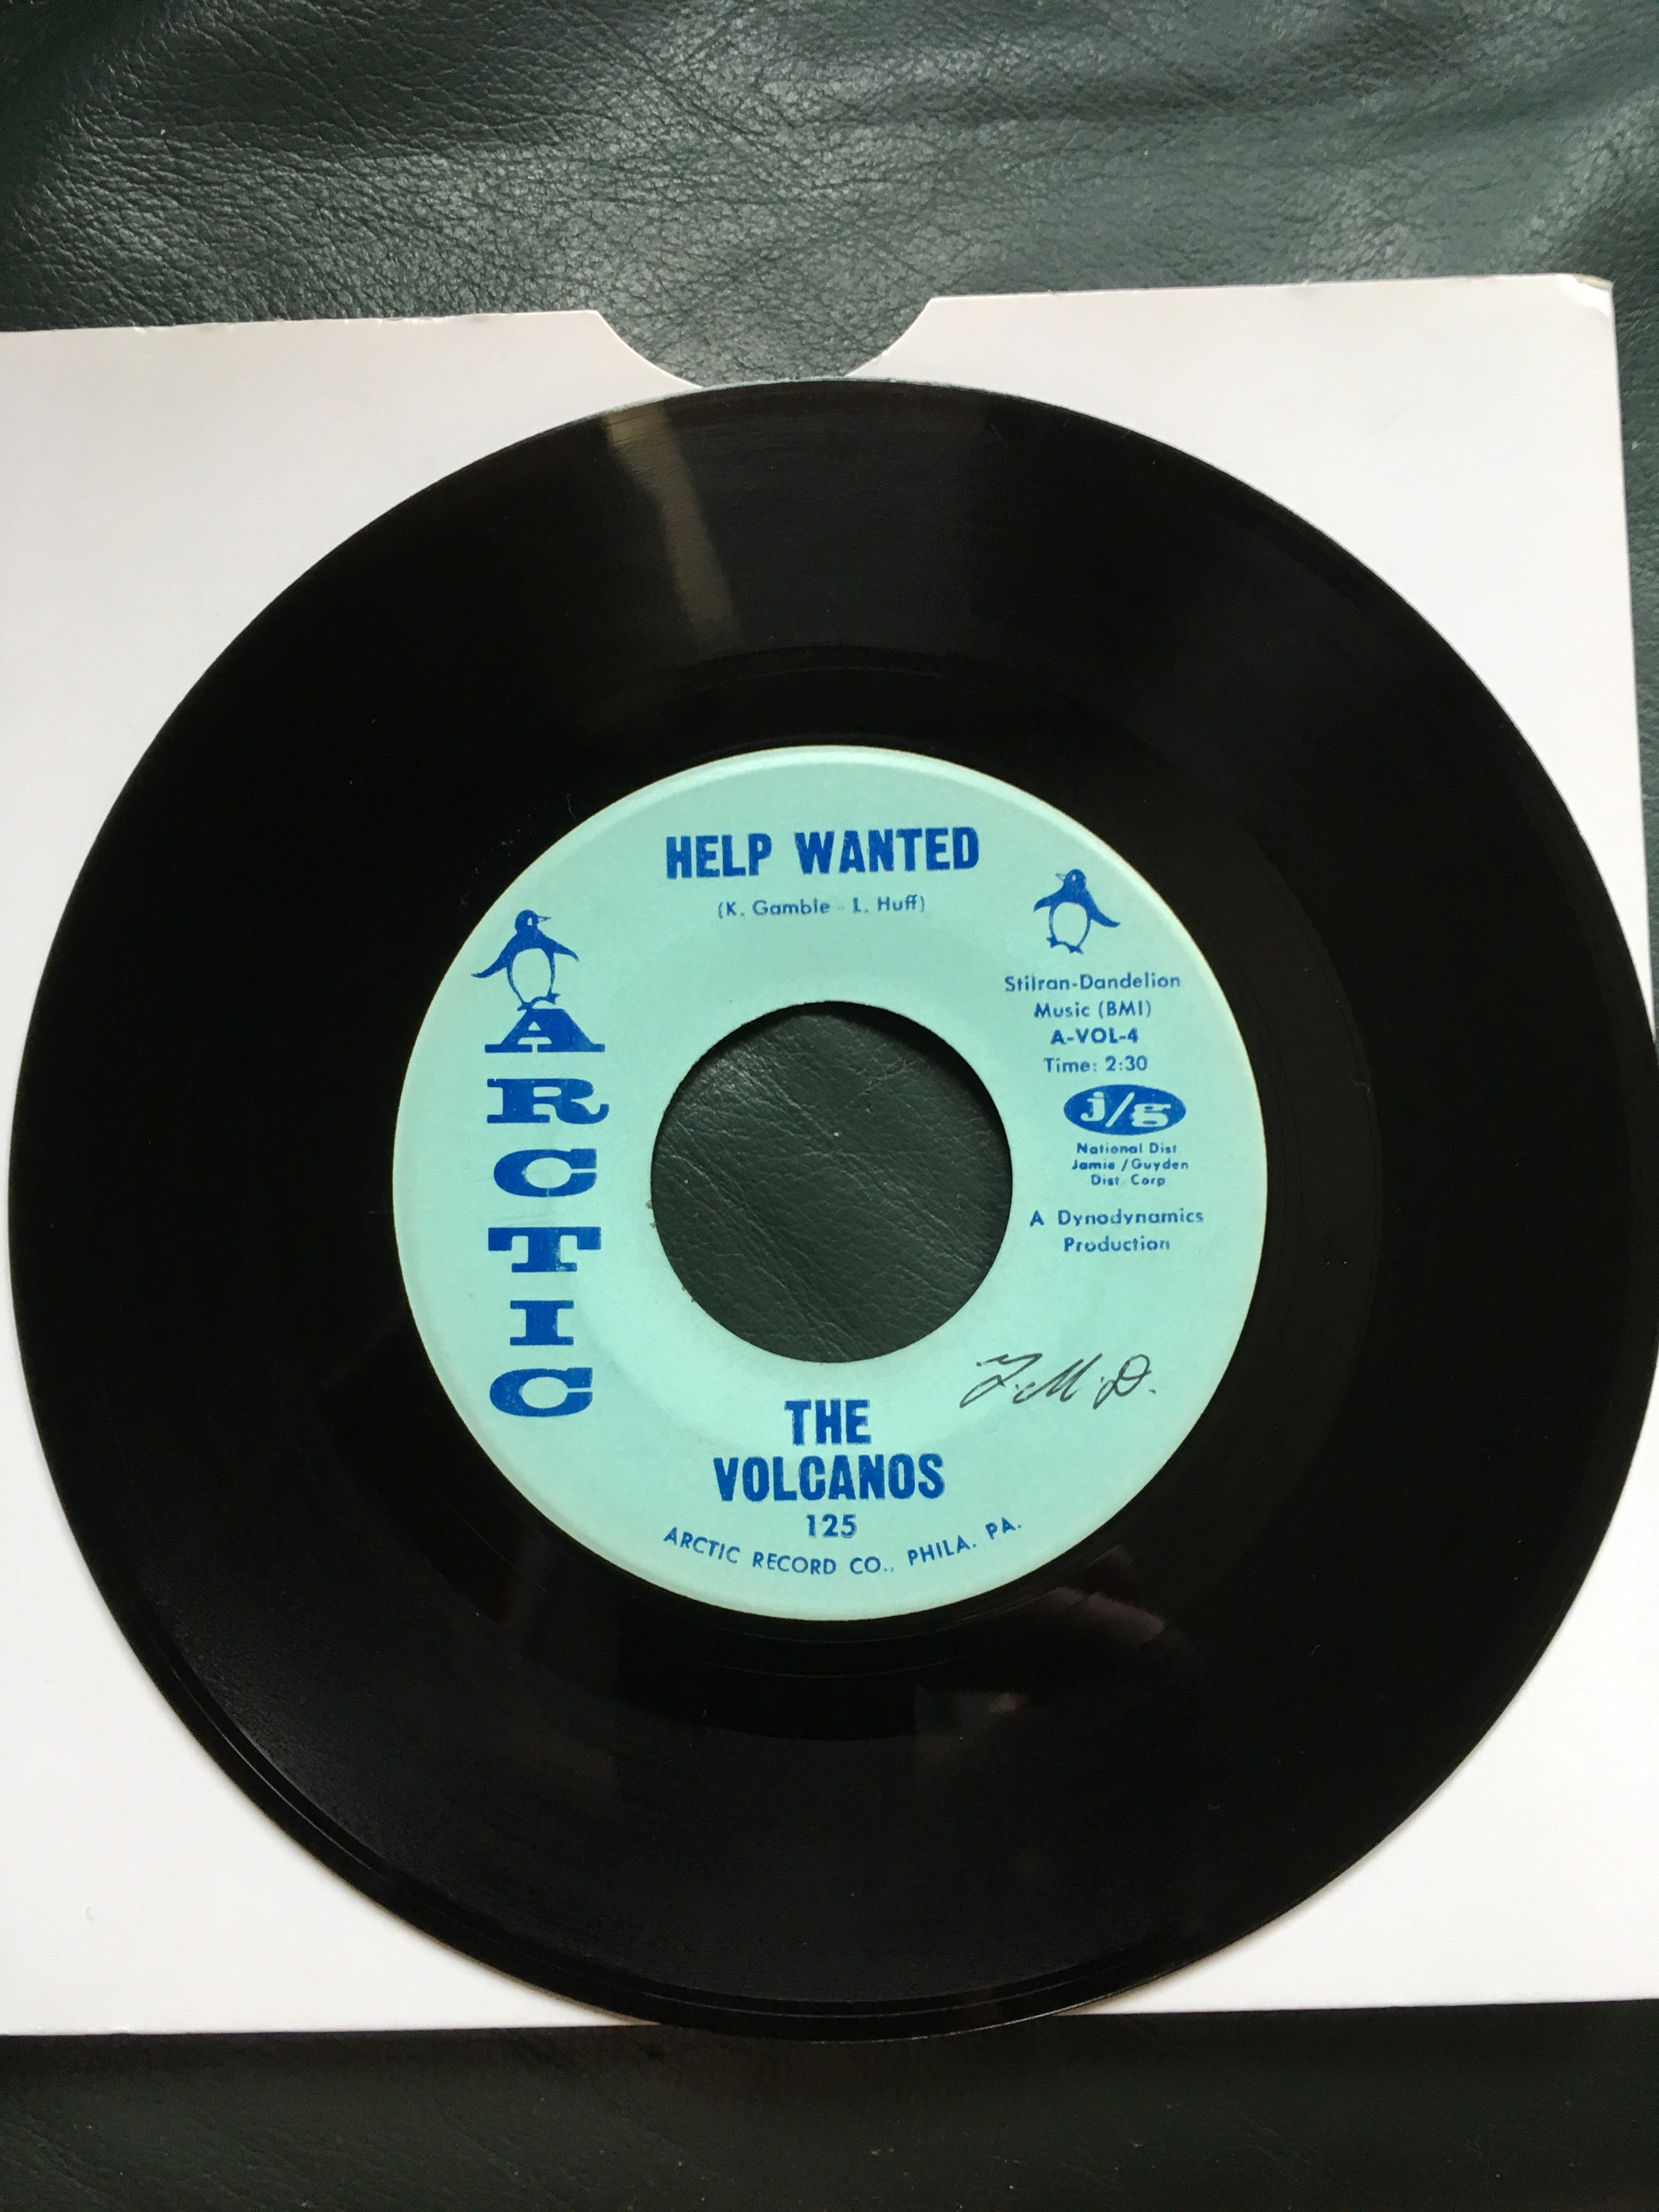 HELP WANTED
(K. Gamble - L. Huff)
ARCTIC
Stilran-Dandelion
Music (BMI)
A-VOL-4
Time: 2:30
j/g
National Dist
Jamie/Guyden
Dist. Corp
A Dynodynamics
Production
THE
VOLCANOS
125
ARCTIC RECORD CO., PHILA. PA.